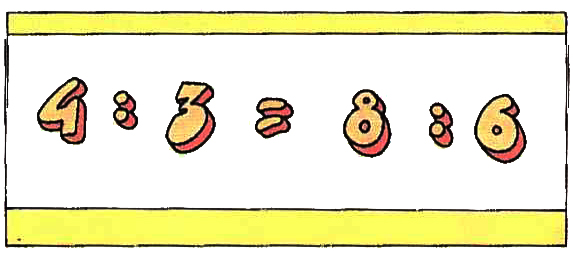 4 : 3 = 8 : 6